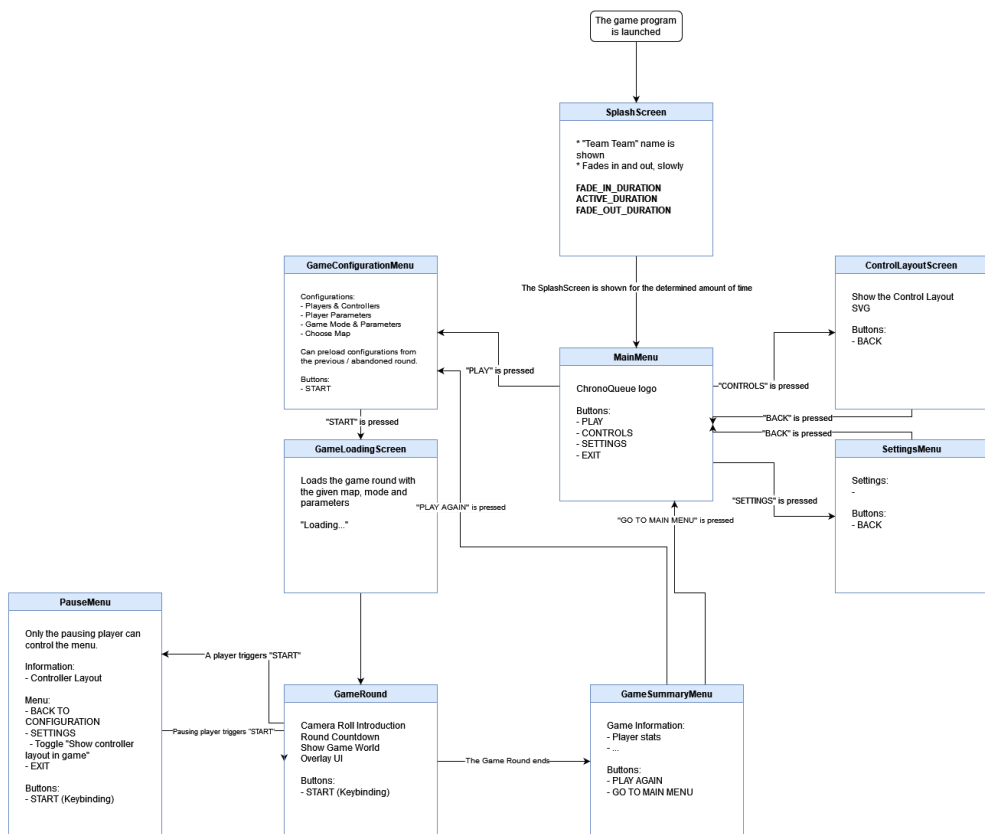 The game program
is launched
SplashScreen
* "Team Team" name is
shown
* Fades in and out, slowly
FADE_IN_DURATION
ACTIVE_DURATION
FADE_OUT_DURATION
The SplashScreen is shown for the determined amount of time
GameConfigurationMenu
Configurations:
- Players & Controllers
- Player Parameters
- Game Mode & Parameters
- Choose Map
Can preload configurations from
the previous / abandoned round.
Buttons:
- START
"PLAY" is pressed
MainMenu
ChronoQueue logo
Buttons:
- PLAY
- CONTROLS
- SETTINGS
- EXIT
"CONTROLS" is pressed
ControlLayoutScreen
Show the Control Layout
SVG
Buttons:
- BACK
"BACK" is pressed
"BACK" is pressed
SettingsMenu
Settings:
-
Buttons:
- BACK
"SETTINGS" is pressed
"START" is pressed
GameLoadingScreen
Loads the game round with
the given map, mode and
parameters
"Loading..."
"PLAY AGAIN" is pressed
"GO TO MAIN MENU" is pressed
PauseMenu
Only the pausing player can
control the menu.
Information:
- Controller Layout
Menu:
- BACK TO
CONFIGURATION
- SETTINGS
- Toggle "Show controller
layout in game"
- EXIT
Buttons:
- START (Keybinding)
A player triggers "START"
Pausing player triggers "START"
GameRound
Camera Roll Introduction
Round Countdown
Show Game World
Overlay UI
Buttons:
- START (Keybinding)
The Game Round ends
GameSummaryMenu
Game Information:
- Player stats
- ...
Buttons:
- PLAY AGAIN
- GO TO MAIN MENU